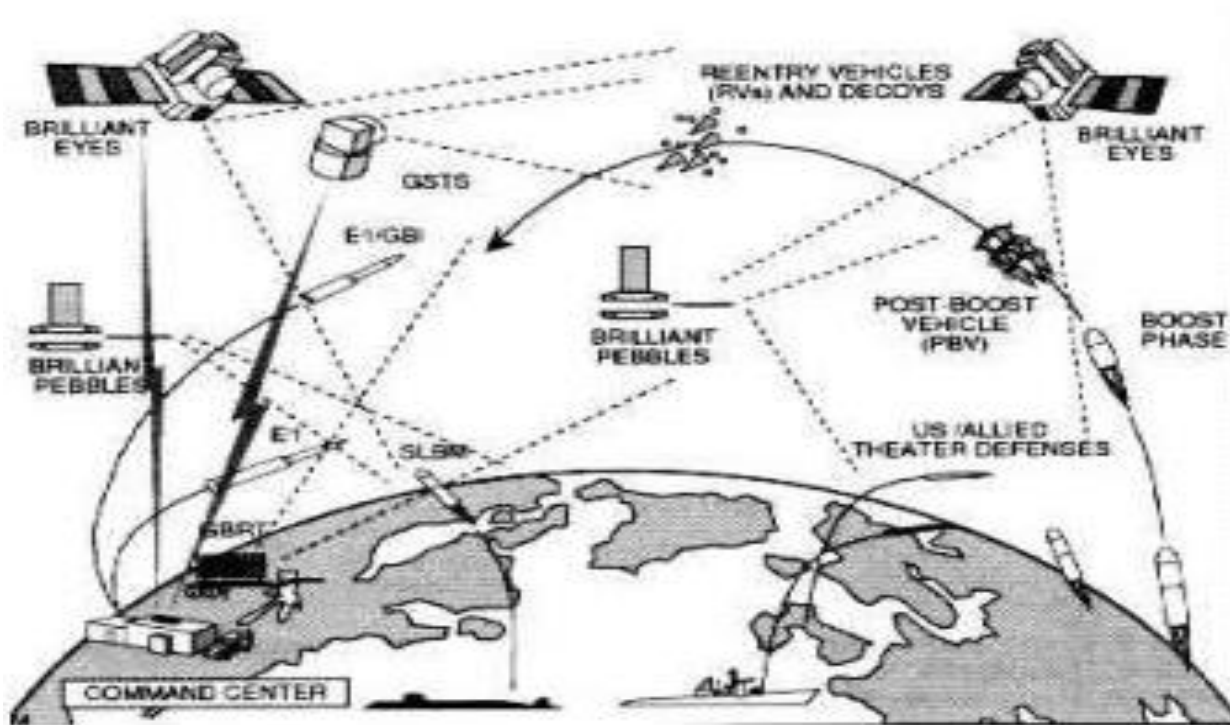 REENTRY VEHICLES
(RVs) AND DECOYS
BRILLIANT
EYES
BRILLIANT
EYES
GSTS
E1/GBI
BRILLIANT
PEBBLES
POST-BOOST
VEHICLE
(PBV)
BOOST
PHASE
BRILLIAN
PEBBLES
E1
SLBM
US /ALLIED
THEATER DEFENSES
GBRT
COMMAND CENTER